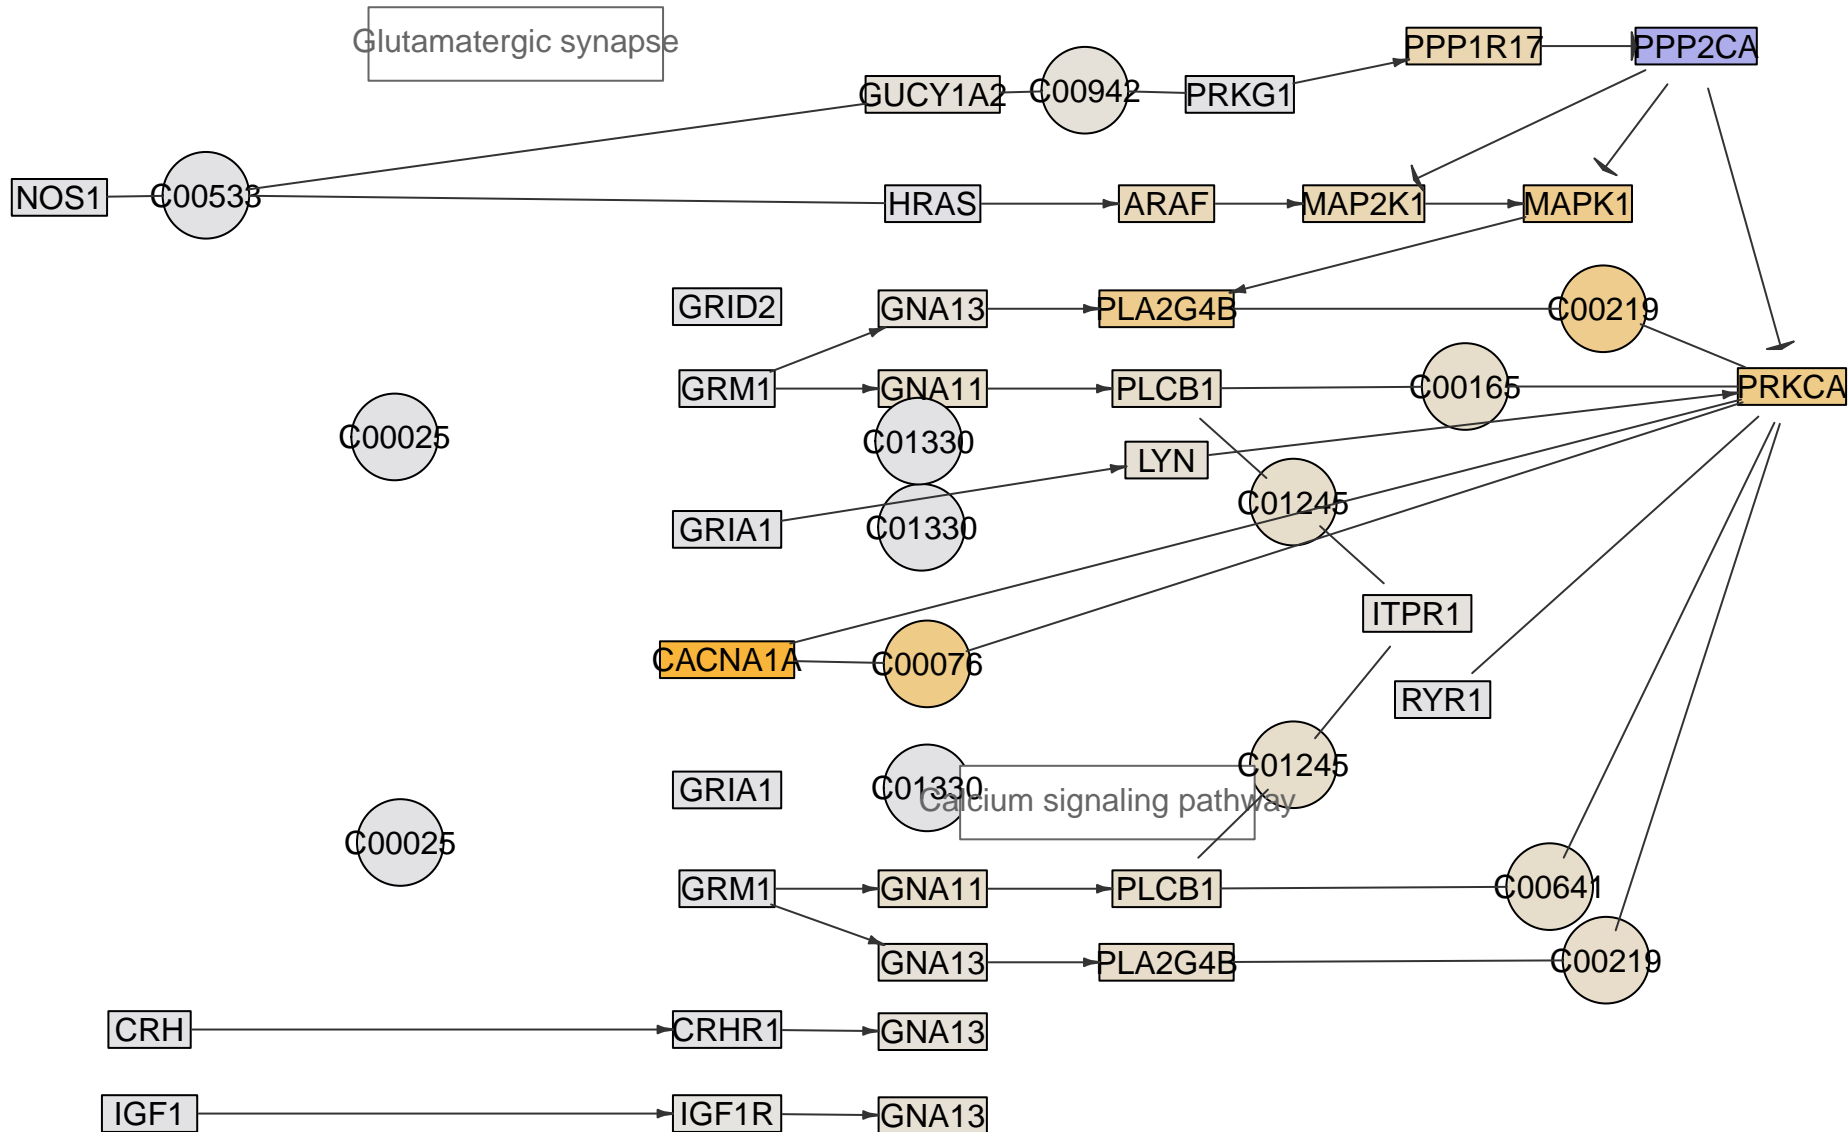 Glutamatergic synapse
PPP1R17
PPP2CA
GUCY1A2
C00942
PRKG1
NOS1
C00533
HRAS
ARAF
MAP2K1
MAPK1
GRID2
GNA13
PLA2G4B
C00219
GRM1
GNA11
PLCB1
C00165
PRKCA
C00025
C01330
LYN
GRIA1
C01330
C01245
ITPR1
CACNA1A
C00076
RYR1
GRIA1
C01330
C01245
Calcium signaling pathway
C00025
GRM1
GNA11
PLCB1
C00641
GNA13
PLA2G4B
C00219
CRH
CRHR1
GNA13
IGF1
IGF1R
GNA13